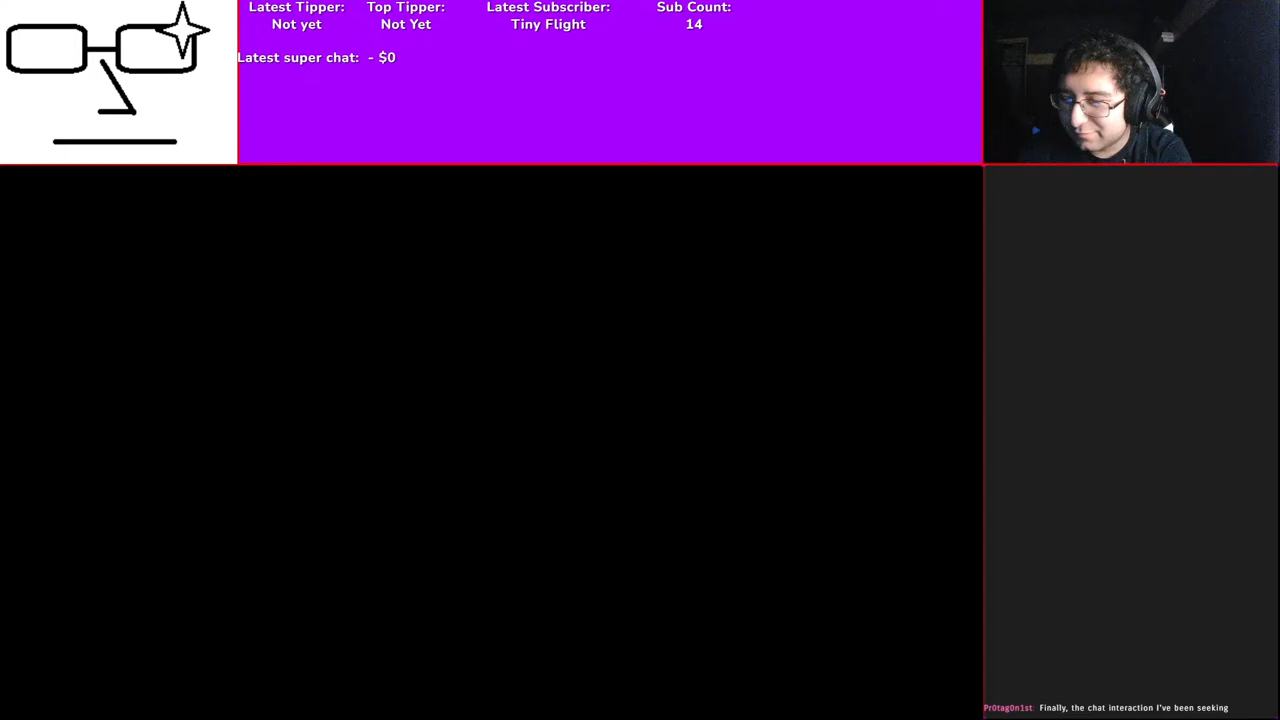 Latest Tipper: Top Tipper: Latest Subscriber: Sub Count:
Not yet Not Yet Tiny Flight 14
Latest super chat: - $0
Pr0tag0n1st: Finally, the chat interaction I've been seeking